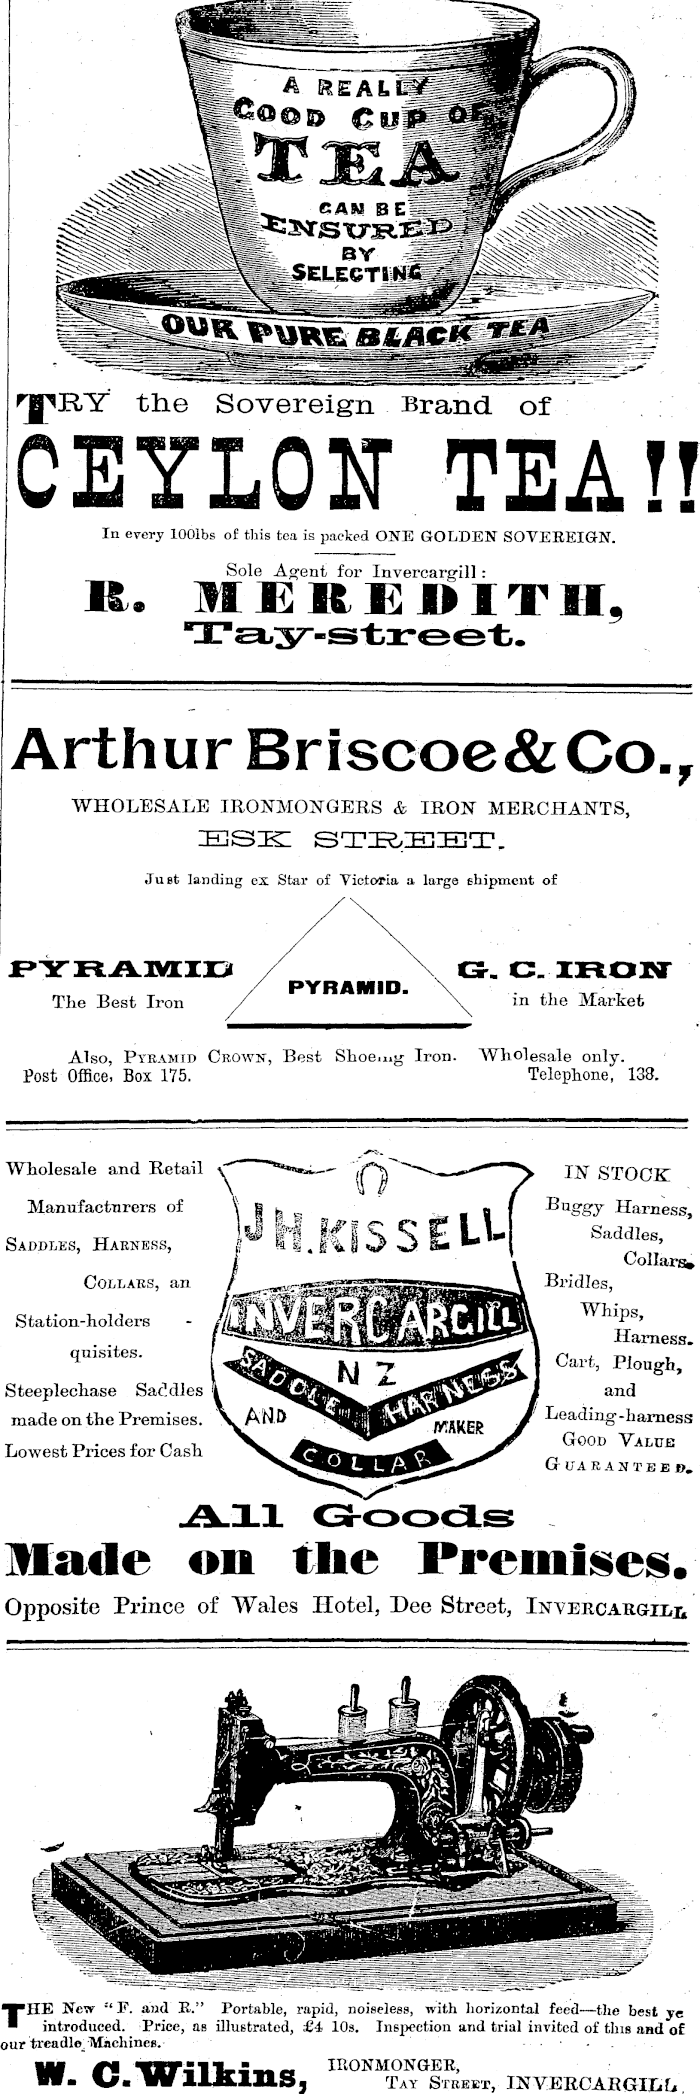 A REALLY
GOOD CUP OF
TEA
CAN BE
ENSURED
BY
SELECTING
OUR PURE BLACK TEA
TRY the Sovereign Brand of
CEYLON TEA!!
In every 100lbs of this tea is packed ONE GOLDEN SOVEREIGN.
Sole Agent for Invercargill:
R. MEREDITH,
Tay-street.
Arthur Briscoe & Co.,
WHOLESALE IRONMONGERS & IRON MERCHANTS,
ESK STREET.
Just landing ex Star of Victoria a large shipment of
PYRAMID
The Best Iron
PYRAMID.
G. C. IRON
in the Market
Also, PYRAMID CROWN, Best Shoeing Iron. Wholesale only.
Post Office, Box 175. Telephone, 138.
Wholesale and Retail
Manufacturers of
SADDLES, HARNESS,
COLLARS, an
Station-holders -
quisites.
Steeplechase Saddles
made on the Premises.
Lowest Prices for Cash
J.H. KISSELL
INVERCARGILL
N Z
SADDLE HARNESS
AND MAKER
COLLAR
IN STOCK
Buggy Harness,
Saddles,
Collars.
Bridles,
Whips,
Harness.
Cart, Plough,
and
Leading-harness
GOOD VALUE
GUARANTEED.
All Goods
Made on the Premises.
Opposite Prince of Wales Hotel, Dee Street, INVERCARGILL
THE New "F. and R." Portable, rapid, noiseless, with horizontal feed—the best ye
introduced. Price, as illustrated, £4 10s. Inspection and trial invited of this and of
our treadle Machines.
W. C. Wilkins, IRONMONGER,
TAY STREET, INVERCARGILL